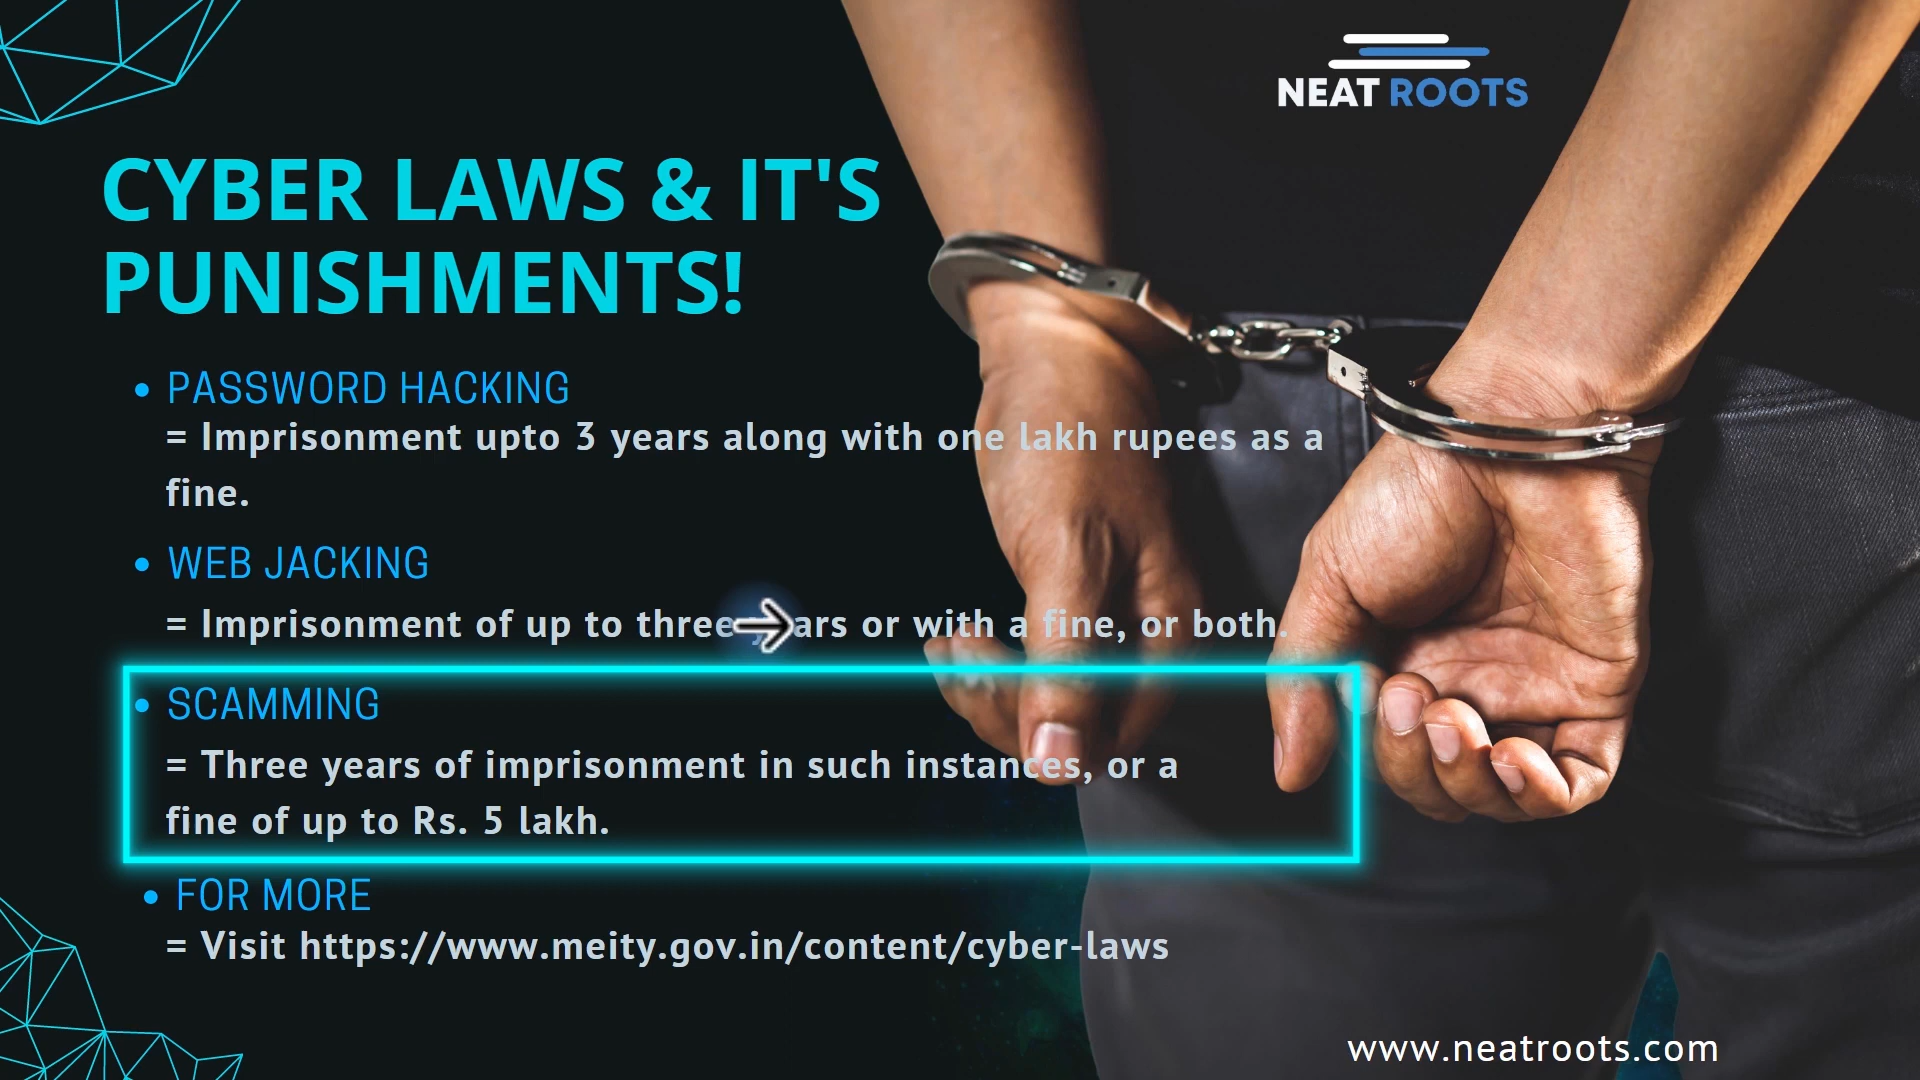 NEAT ROOTS
CYBER LAWS & IT'S
PUNISHMENTS!
• PASSWORD HACKING
= Imprisonment upto 3 years along with one lakh rupees as a
fine.
• WEB JACKING
= Imprisonment of up to three years or with a fine, or both.
• SCAMMING
= Three years of imprisonment in such instances, or a
fine of up to Rs. 5 lakh.
• FOR MORE
= Visit https://www.meity.gov.in/content/cyber-laws
www.neatroots.com